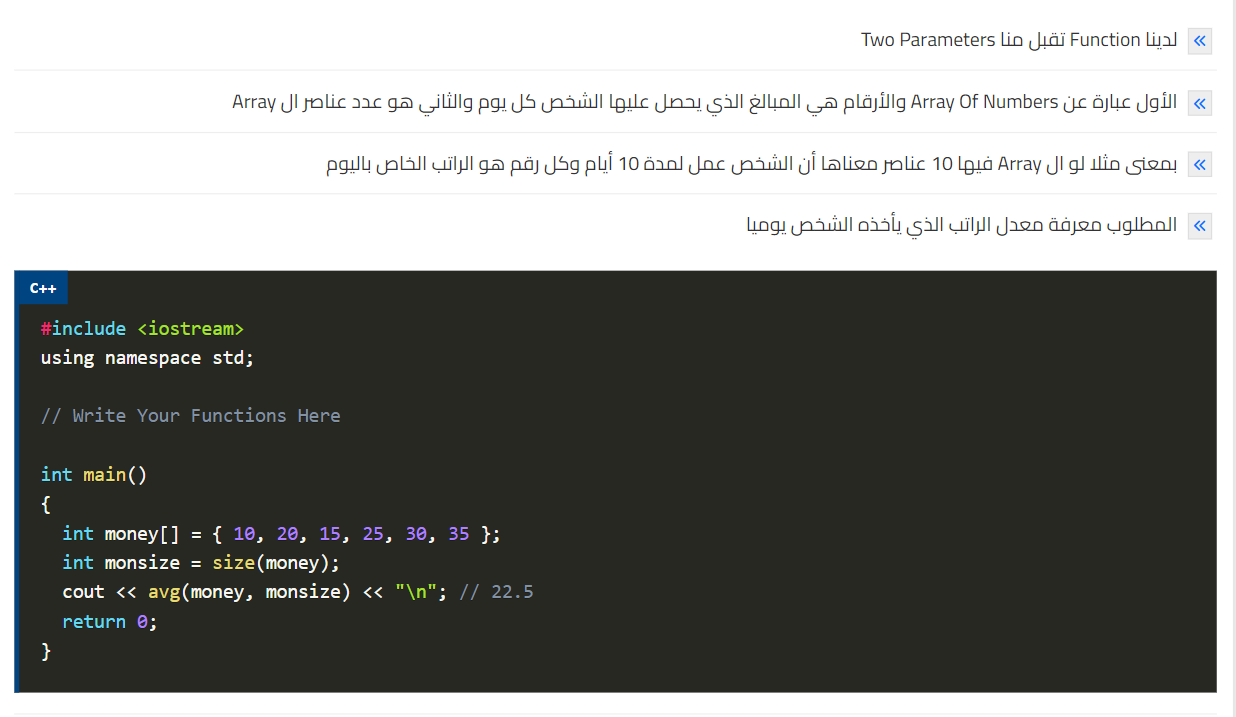 لدينا Function تقبل منا Two Parameters
الأول عبارة عن Array Of Numbers والأرقام هي المبالغ الذي يحصل عليها الشخص كل يوم والثاني هو عدد عناصر ال Array
بمعنى مثلا لو ال Array فيها 10 عناصر معناها أن الشخص عمل لمدة 10 أيام وكل رقم هو الراتب الخاص باليوم
المطلوب معرفة معدل الراتب الذي يأخذه الشخص يوميا
C++
#include <iostream>
using namespace std;
// Write Your Functions Here
int main()
{
int money[] = { 10, 20, 15, 25, 30, 35 };
int monsize = size(money);
cout << avg(money, monsize) << "\n"; // 22.5
return 0;
}